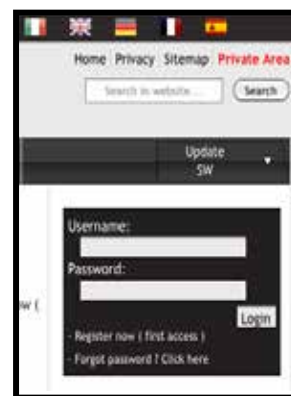 Home Privacy Sitemap Private Area
Search in website... Search
Update
SW
Username:
Password:
ow (
Login
- Register now ( first access )
- Forgot password ? Click here